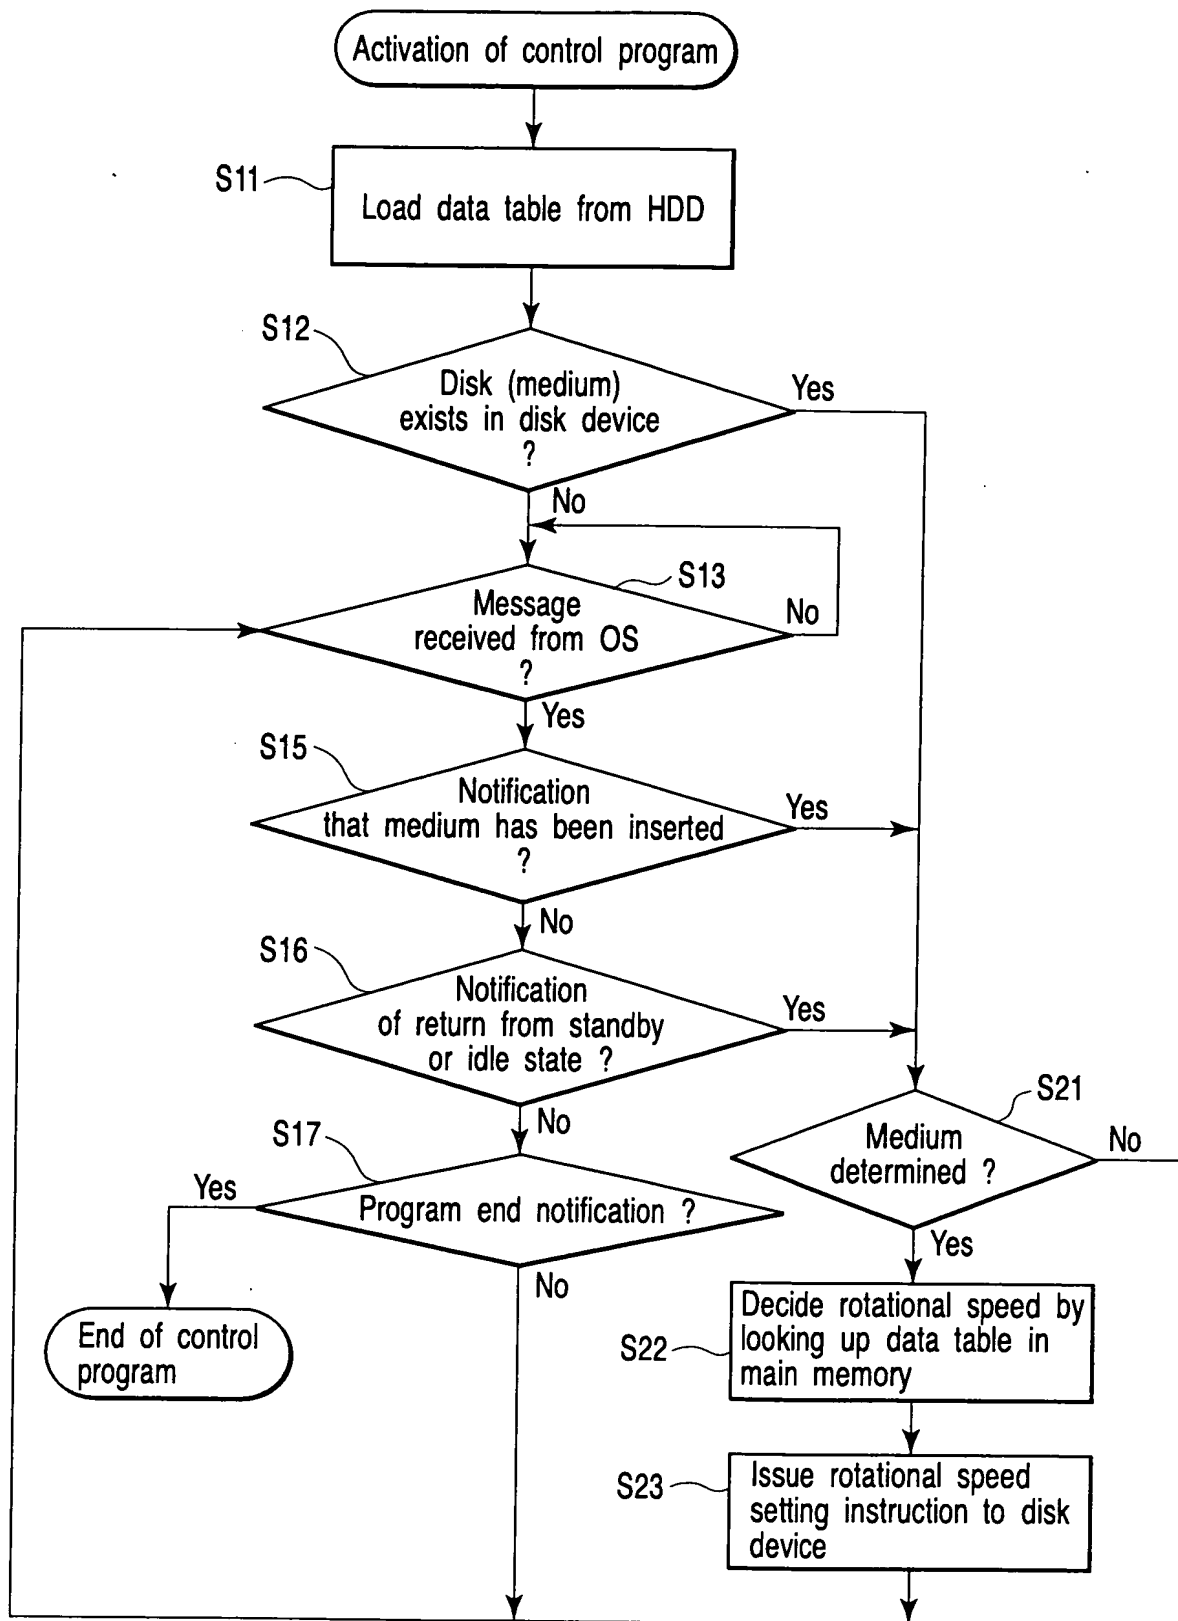 Activation of control program
S11
Load data table from HDD
S12
Disk (medium)
exists in disk device
?
Yes
No
S13
Message
received from OS
?
No
Yes
S15
Notification
that medium has been inserted
?
Yes
No
S16
Notification
of return from standby
or idle state ?
Yes
No
S17
Program end notification ?
Yes
No
End of control
program
S21
Medium
determined ?
No
Yes
S22
Decide rotational speed by
looking up data table in
main memory
S23
Issue rotational speed
setting instruction to disk
device